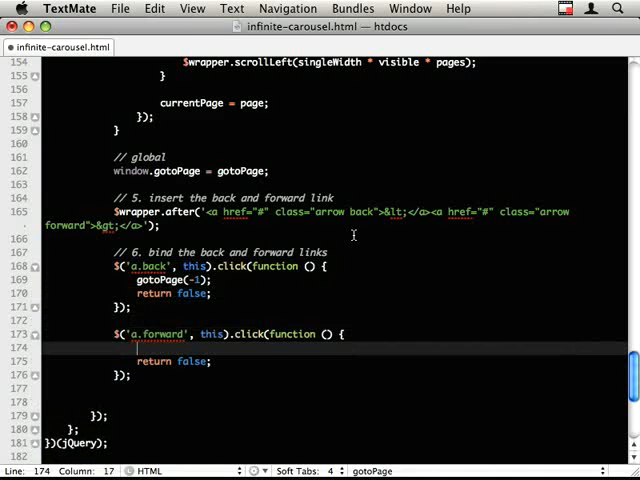 TextMate File Edit View Text Navigation Bundles Window Help
infinite-carousel.html — htdocs
infinite-carousel.html
154 $wrapper.scrollLeft(singleWidth * visible * pages);
155 }
156
157 currentPage = page;
158 });
159 }
160
161 // global
162 window.gotoPage = gotoPage;
163
164 // 5. insert the back and forward link
165 $wrapper.after('<a href="#" class="arrow back">&lt;</a><a href="#" class="arrow
· forward">&gt;</a>');
166
167 // 6. bind the back and forward links
168 $('a.back', this).click(function () {
169 gotoPage(-1);
170 return false;
171 });
172
173 $('a.forward', this).click(function () {
174
175 return false;
176 });
177
178
179 });
180 };
181 })(jQuery);
182
Line: 174 Column: 17 HTML Soft Tabs: 4 gotoPage